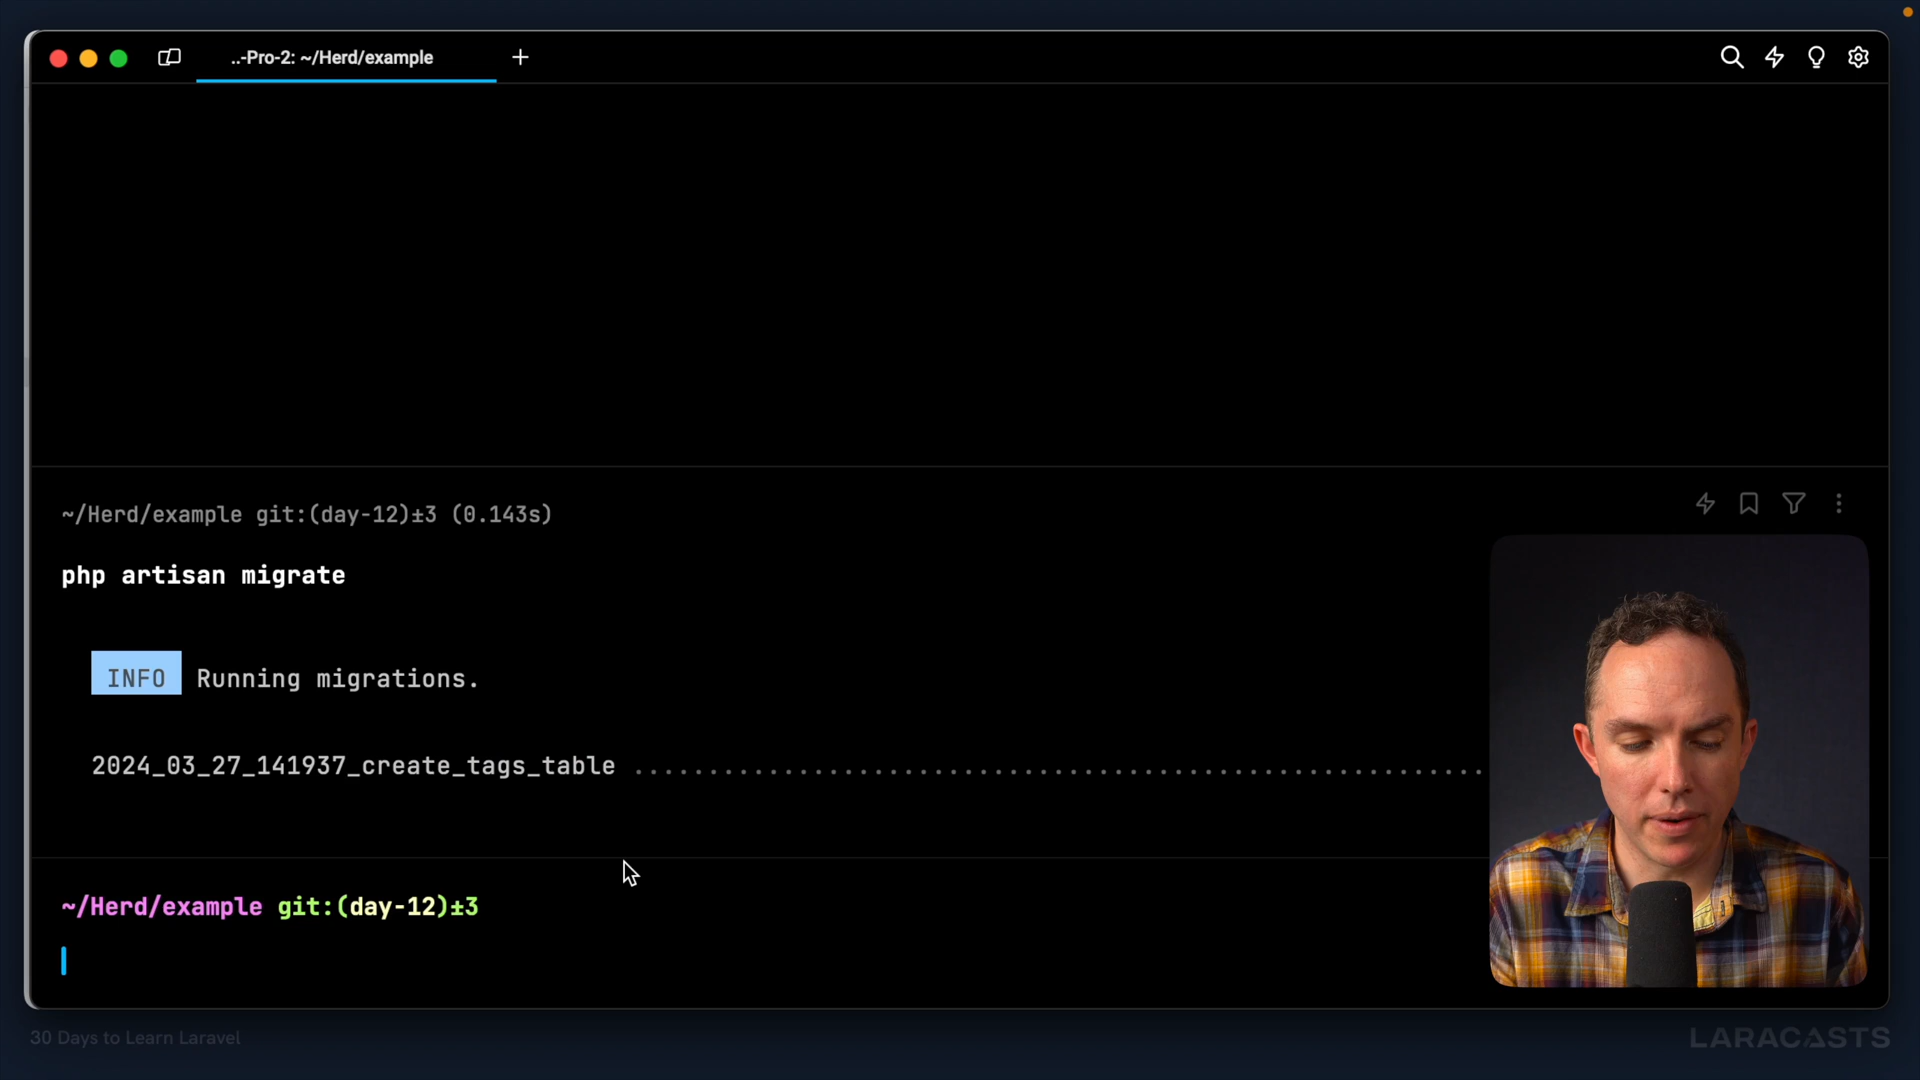 ..-Pro-2: ~/Herd/example
~/Herd/example git:(day-12)±3 (0.143s)
php artisan migrate
INFO Running migrations.
2024_03_27_141937_create_tags_table ........................................................
~/Herd/example git:(day-12)±3
30 Days to Learn Laravel
LARACASTS